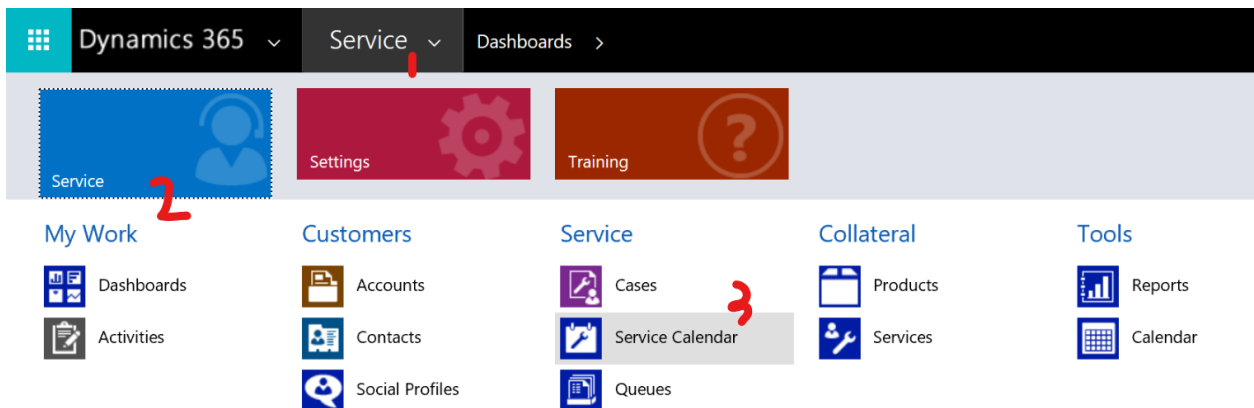 Dynamics 365 Service Dashboards >
1
Service Settings Training
2
My Work Customers Service Collateral Tools
Dashboards Accounts Cases Products Reports
3
Activities Contacts Service Calendar Services Calendar
Social Profiles Queues